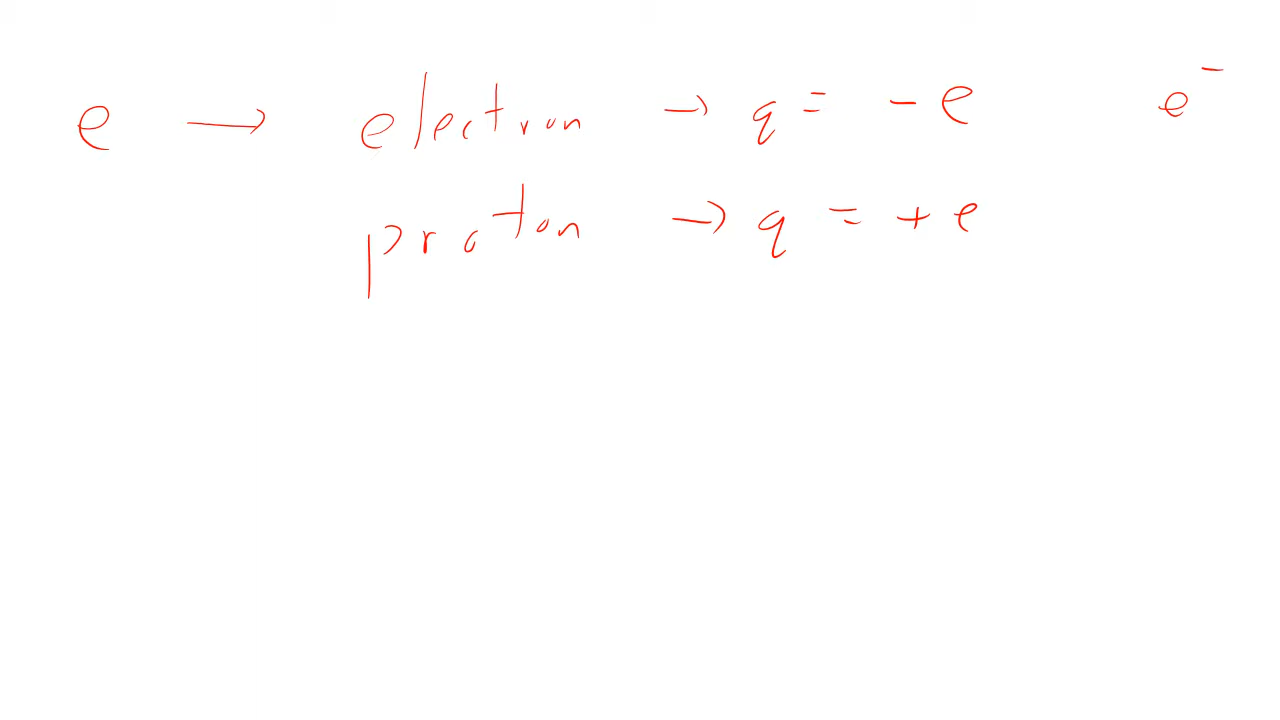 e → electron → q = - e e⁻
proton → q = + e